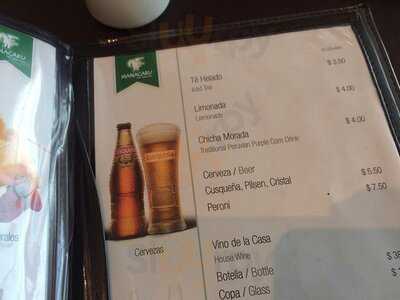 MANACARU
MANACARU
$ 3.50
Té Helado
Iced Tea
Limonada
$ 4.00
Lemonade
Chicha Morada
$ 4.00
Traditional Peruvian Purple Corn Drink
Cerveza / Beer
Cusqueña, Pilsen, Cristal
$ 5.50
Peroni
$ 7.50
Cervezas
Vino de la Casa
House Wine
Botella / Bottle
Copa / Glass